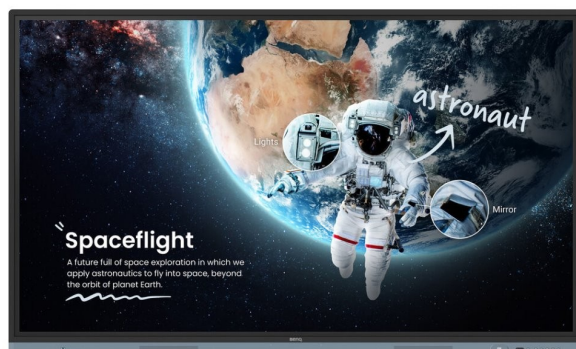 astronaut
Lights
Mirror
Spaceflight
A future full of space exploration in which we
apply astronautics to fly into space, beyond
the orbit of planet Earth.
BenQ